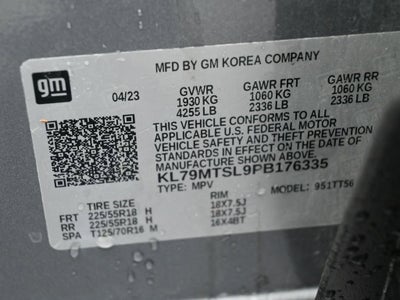 gm
MFD BY GM KOREA COMPANY
04/23 GVWR GAWR FRT GAWR RR
1930 KG 1060 KG 1060 KG
4255 LB 2336 LB 2336 LB
THIS VEHICLE CONFORMS TO ALL
APPLICABLE U.S. FEDERAL MOTOR
VEHICLE SAFETY AND THEFT PREVENTION
STANDARDS IN EFFECT ON THE DATE OF
MANUFACTURE SHOWN ABOVE.
KL79MTSL9PB176335
TYPE: MPV MODEL: 951TT56
TIRE SIZE RIM
FRT 225/55R18 H 18X7.5J
RR 225/55R18 H 18X7.5J
SPA T125/70R16 M 16X4BT